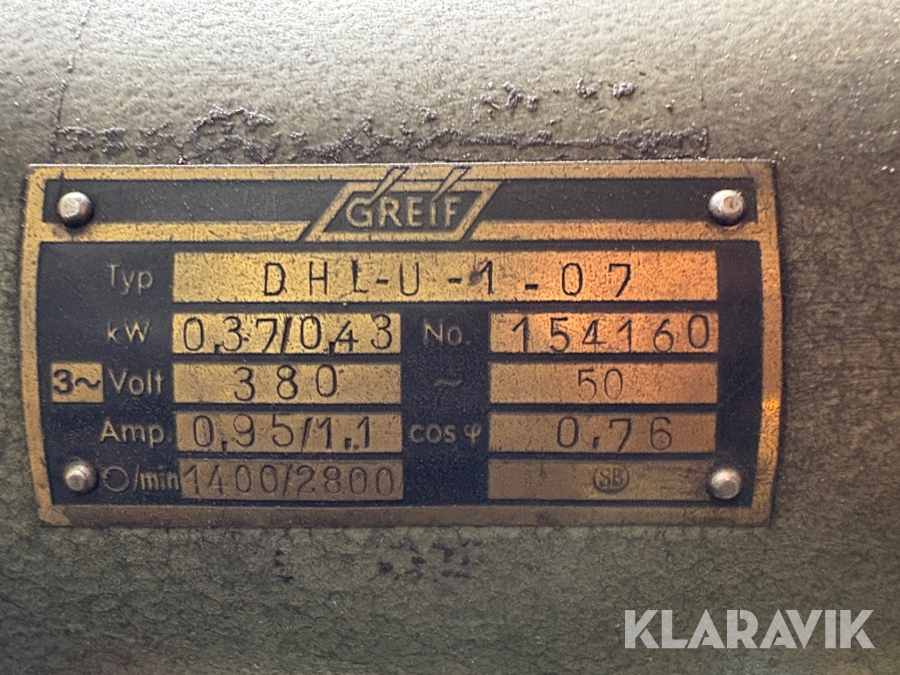 GREIF
Typ DHL-U-1-07
kW 0,37/0,43 No. 154160
3~ Volt 380 ~ 50
Amp. 0,95/1,1 cos φ 0,76
O/min 1400/2800 SB
KLARAVIK